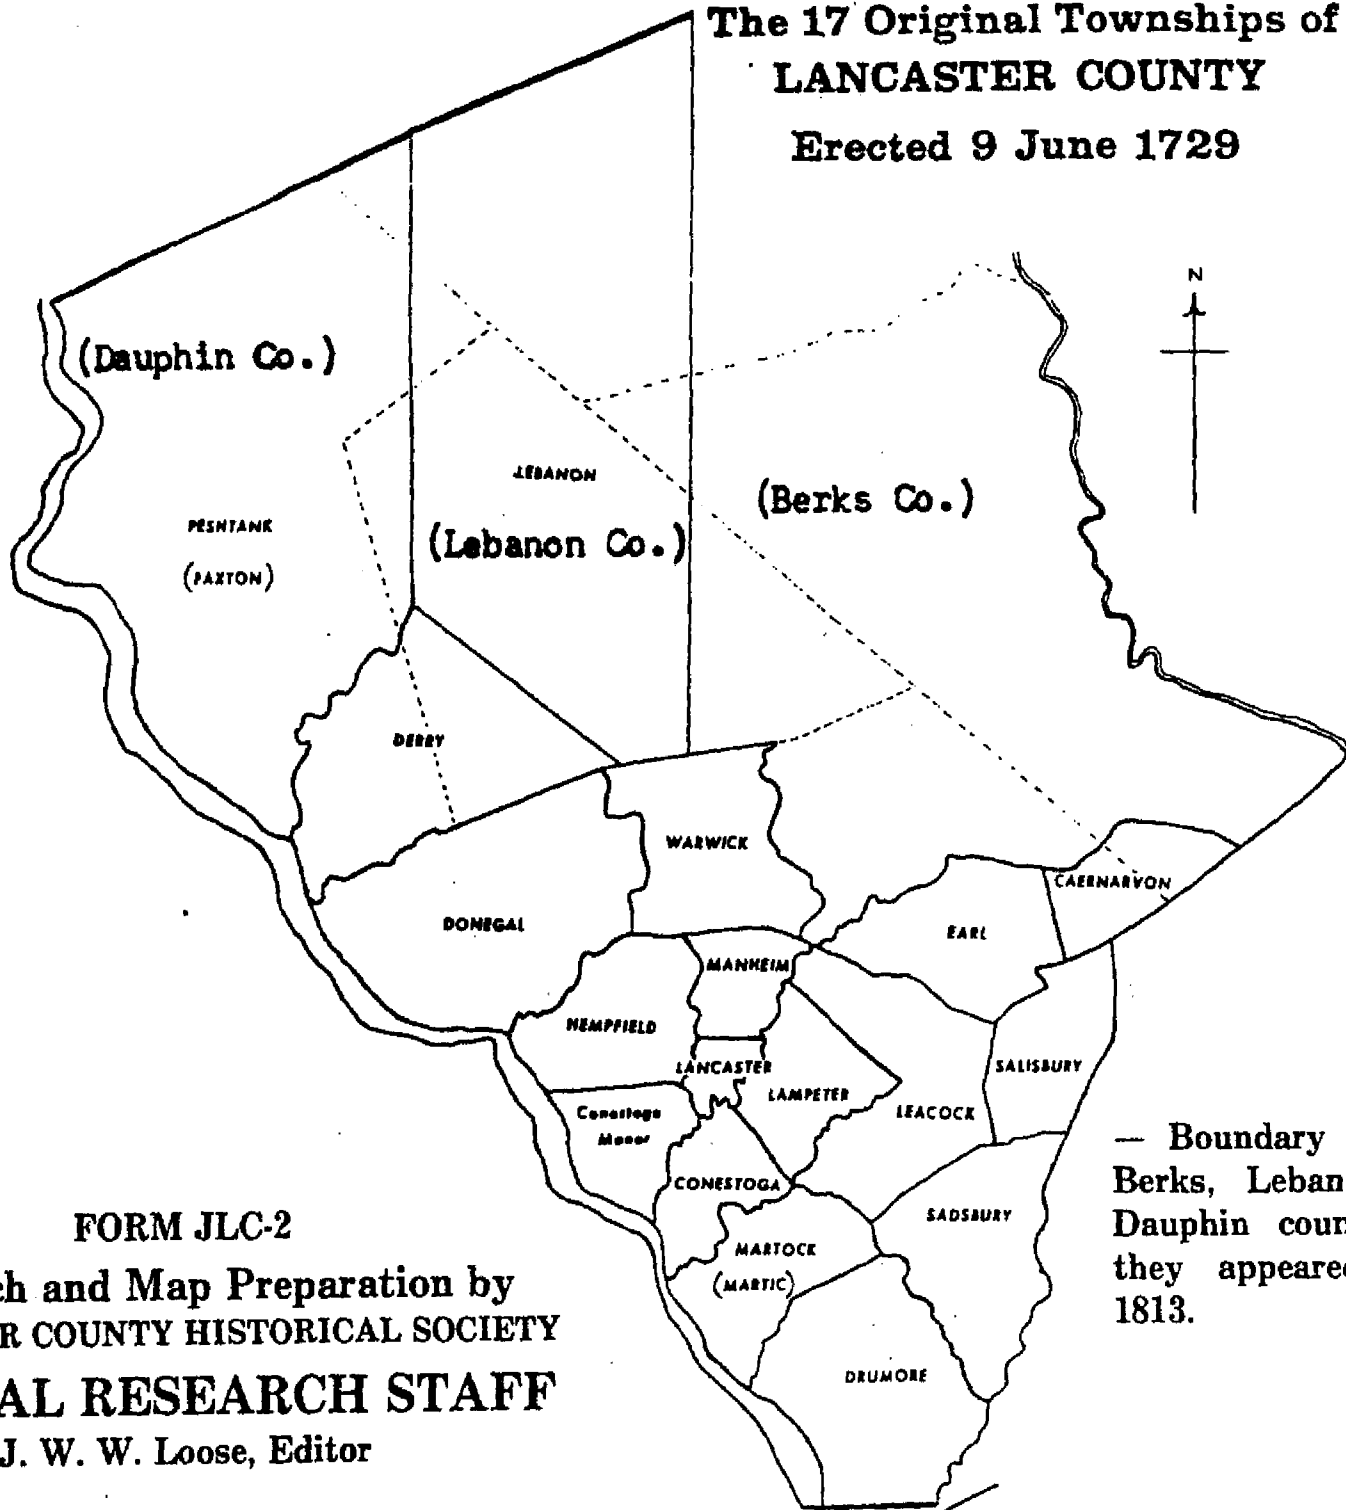 The 17 Original Townships of
LANCASTER COUNTY
Erected 9 June 1729
N
(Dauphin Co.)
LEBANON
(Berks Co.)
PESHTANK
(Lebanon Co.)
(PAXTON)
DERRY
WARWICK
CAERNARVON
DONEGAL
EARL
MANHEIM
HEMPFIELD
LANCASTER
SALISBURY
LAMPETER
Conestoga
Manor
LEACOCK
CONESTOGA
SADSBURY
MARTOCK
(MARTIC)
DRUMORE
— Boundary
Berks, Leban
Dauphin coun
they appeare
1813.
FORM JLC-2
ch and Map Preparation by
R COUNTY HISTORICAL SOCIETY
AL RESEARCH STAFF
J. W. W. Loose, Editor